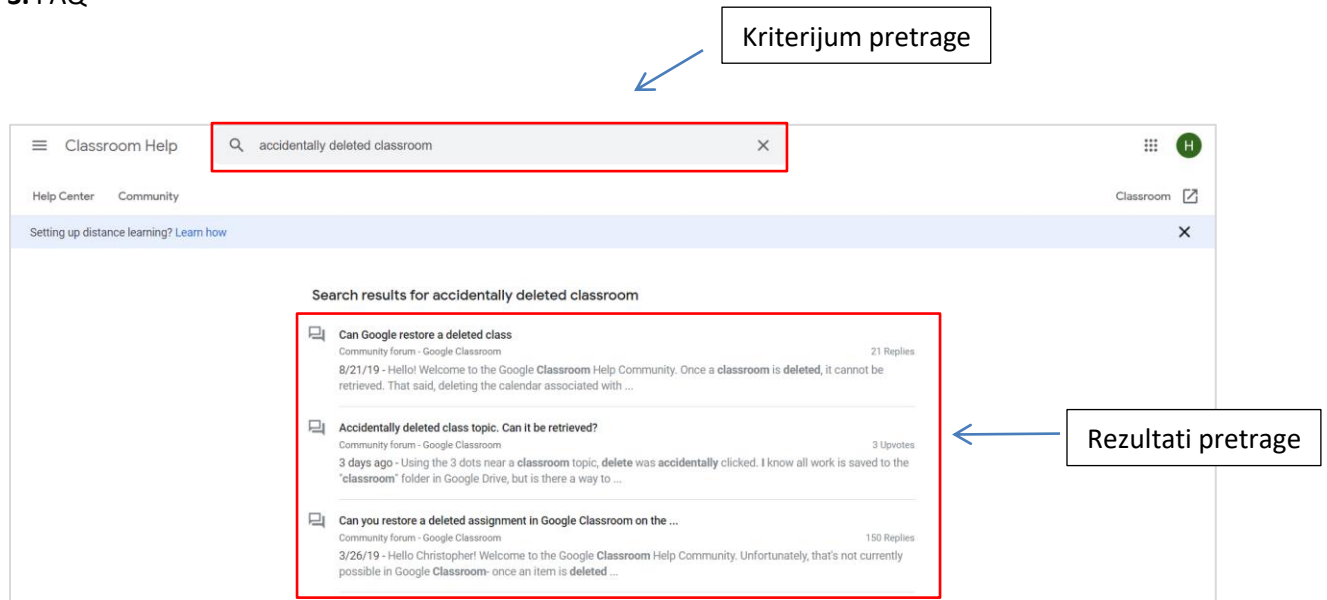 Kriterijum pretrage
Classroom Help
accidentally deleted classroom
H
Help Center Community
Classroom
Setting up distance learning? Learn how
Search results for accidentally deleted classroom
Can Google restore a deleted class
Community forum - Google Classroom 21 Replies
8/21/19 - Hello! Welcome to the Google Classroom Help Community. Once a classroom is deleted, it cannot be
retrieved. That said, deleting the calendar associated with ...
Accidentally deleted class topic. Can it be retrieved?
Community forum - Google Classroom 3 Upvotes
3 days ago - Using the 3 dots near a classroom topic, delete was accidentally clicked. I know all work is saved to the
"classroom" folder in Google Drive, but is there a way to ...
Rezultati pretrage
Can you restore a deleted assignment in Google Classroom on the ...
Community forum - Google Classroom 150 Replies
3/26/19 - Hello Christopher! Welcome to the Google Classroom Help Community. Unfortunately, that's not currently
possible in Google Classroom- once an item is deleted ...